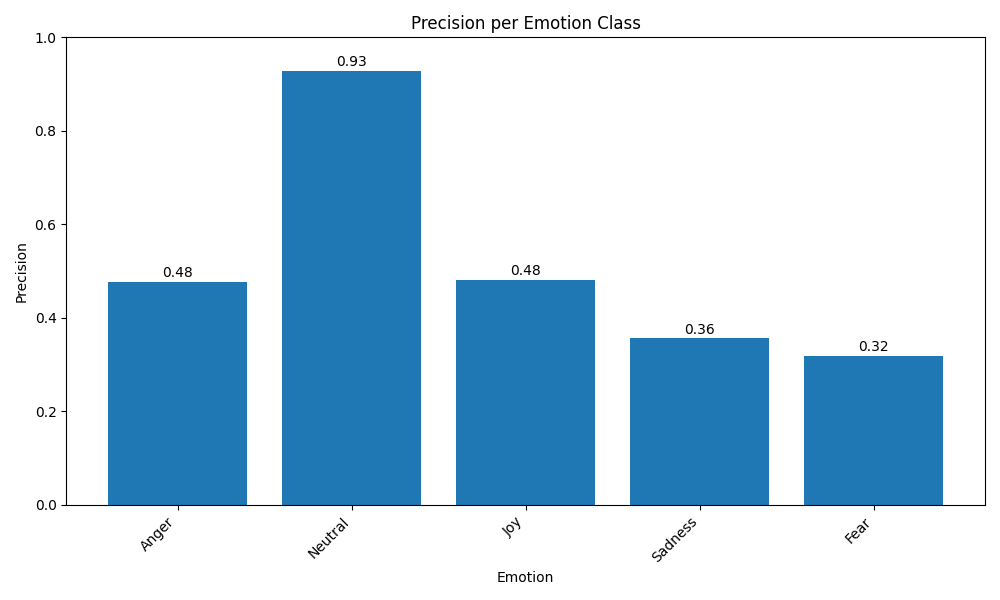 Precision per Emotion Class
1.0
0.8
0.6
0.4
0.2
0.0
Precision
0.48
0.93
0.48
0.36
0.32
Anger
Neutral
Joy
Sadness
Fear
Emotion